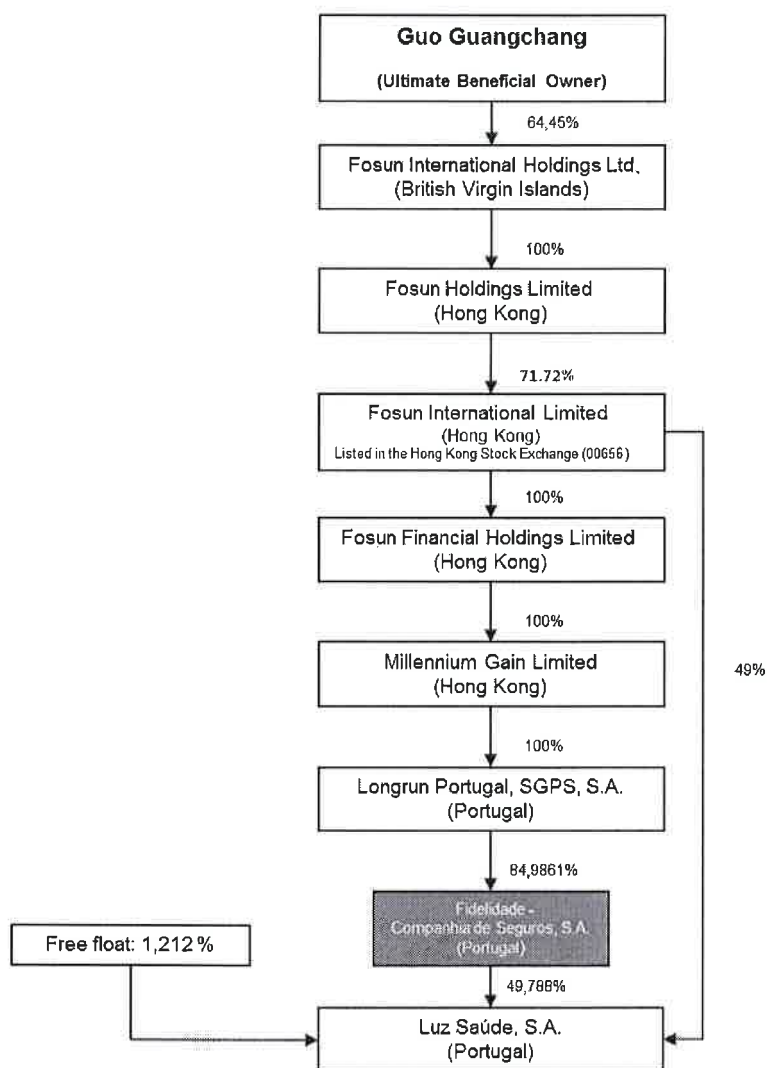 Guo Guangchang
(Ultimate Beneficial Owner)
64,45%
Fosun International Holdings Ltd.
(British Virgin Islands)
100%
Fosun Holdings Limited
(Hong Kong)
71.72%
Fosun International Limited
(Hong Kong)
Listed in the Hong Kong Stock Exchange (00656)
100%
Fosun Financial Holdings Limited
(Hong Kong)
100%
Millennium Gain Limited
(Hong Kong)
49%
100%
Longrun Portugal, SGPS, S.A.
(Portugal)
84,9861%
Fidelidade -
Companhia de Seguros, S.A.
(Portugal)
Free float: 1,212%
49,788%
Luz Saúde, S.A.
(Portugal)